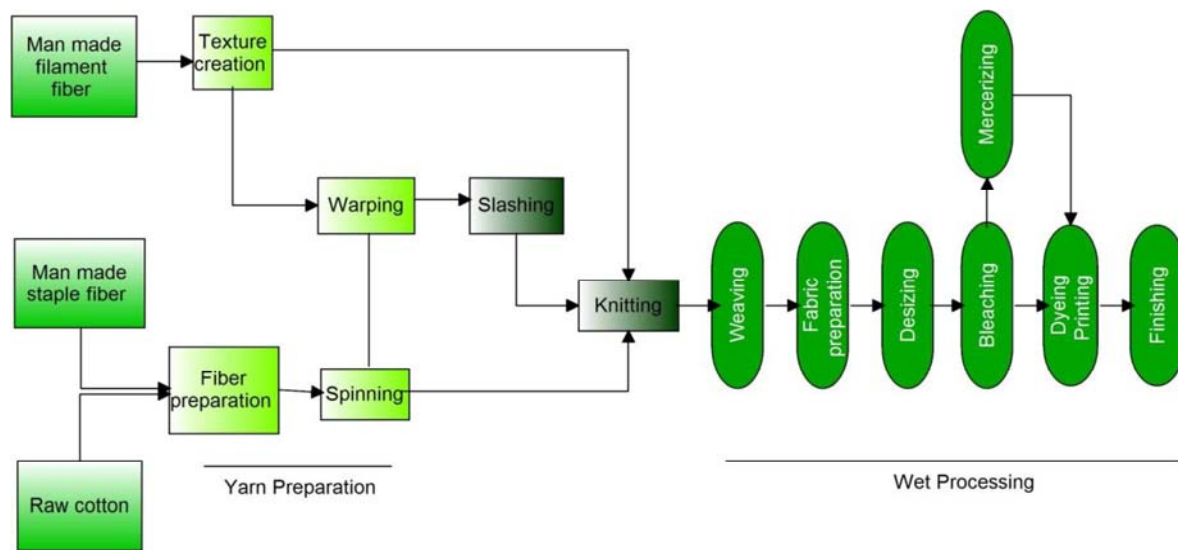 Man made
filament
fiber
Texture
creation
Mercerizing
Warping
Slashing
Man made
staple fiber
Knitting
Weaving
Fabric
preparation
Desizing
Bleaching
Dyeing
Printing
Finishing
Fiber
preparation
Spinning
Raw cotton
Yarn Preparation
Wet Processing